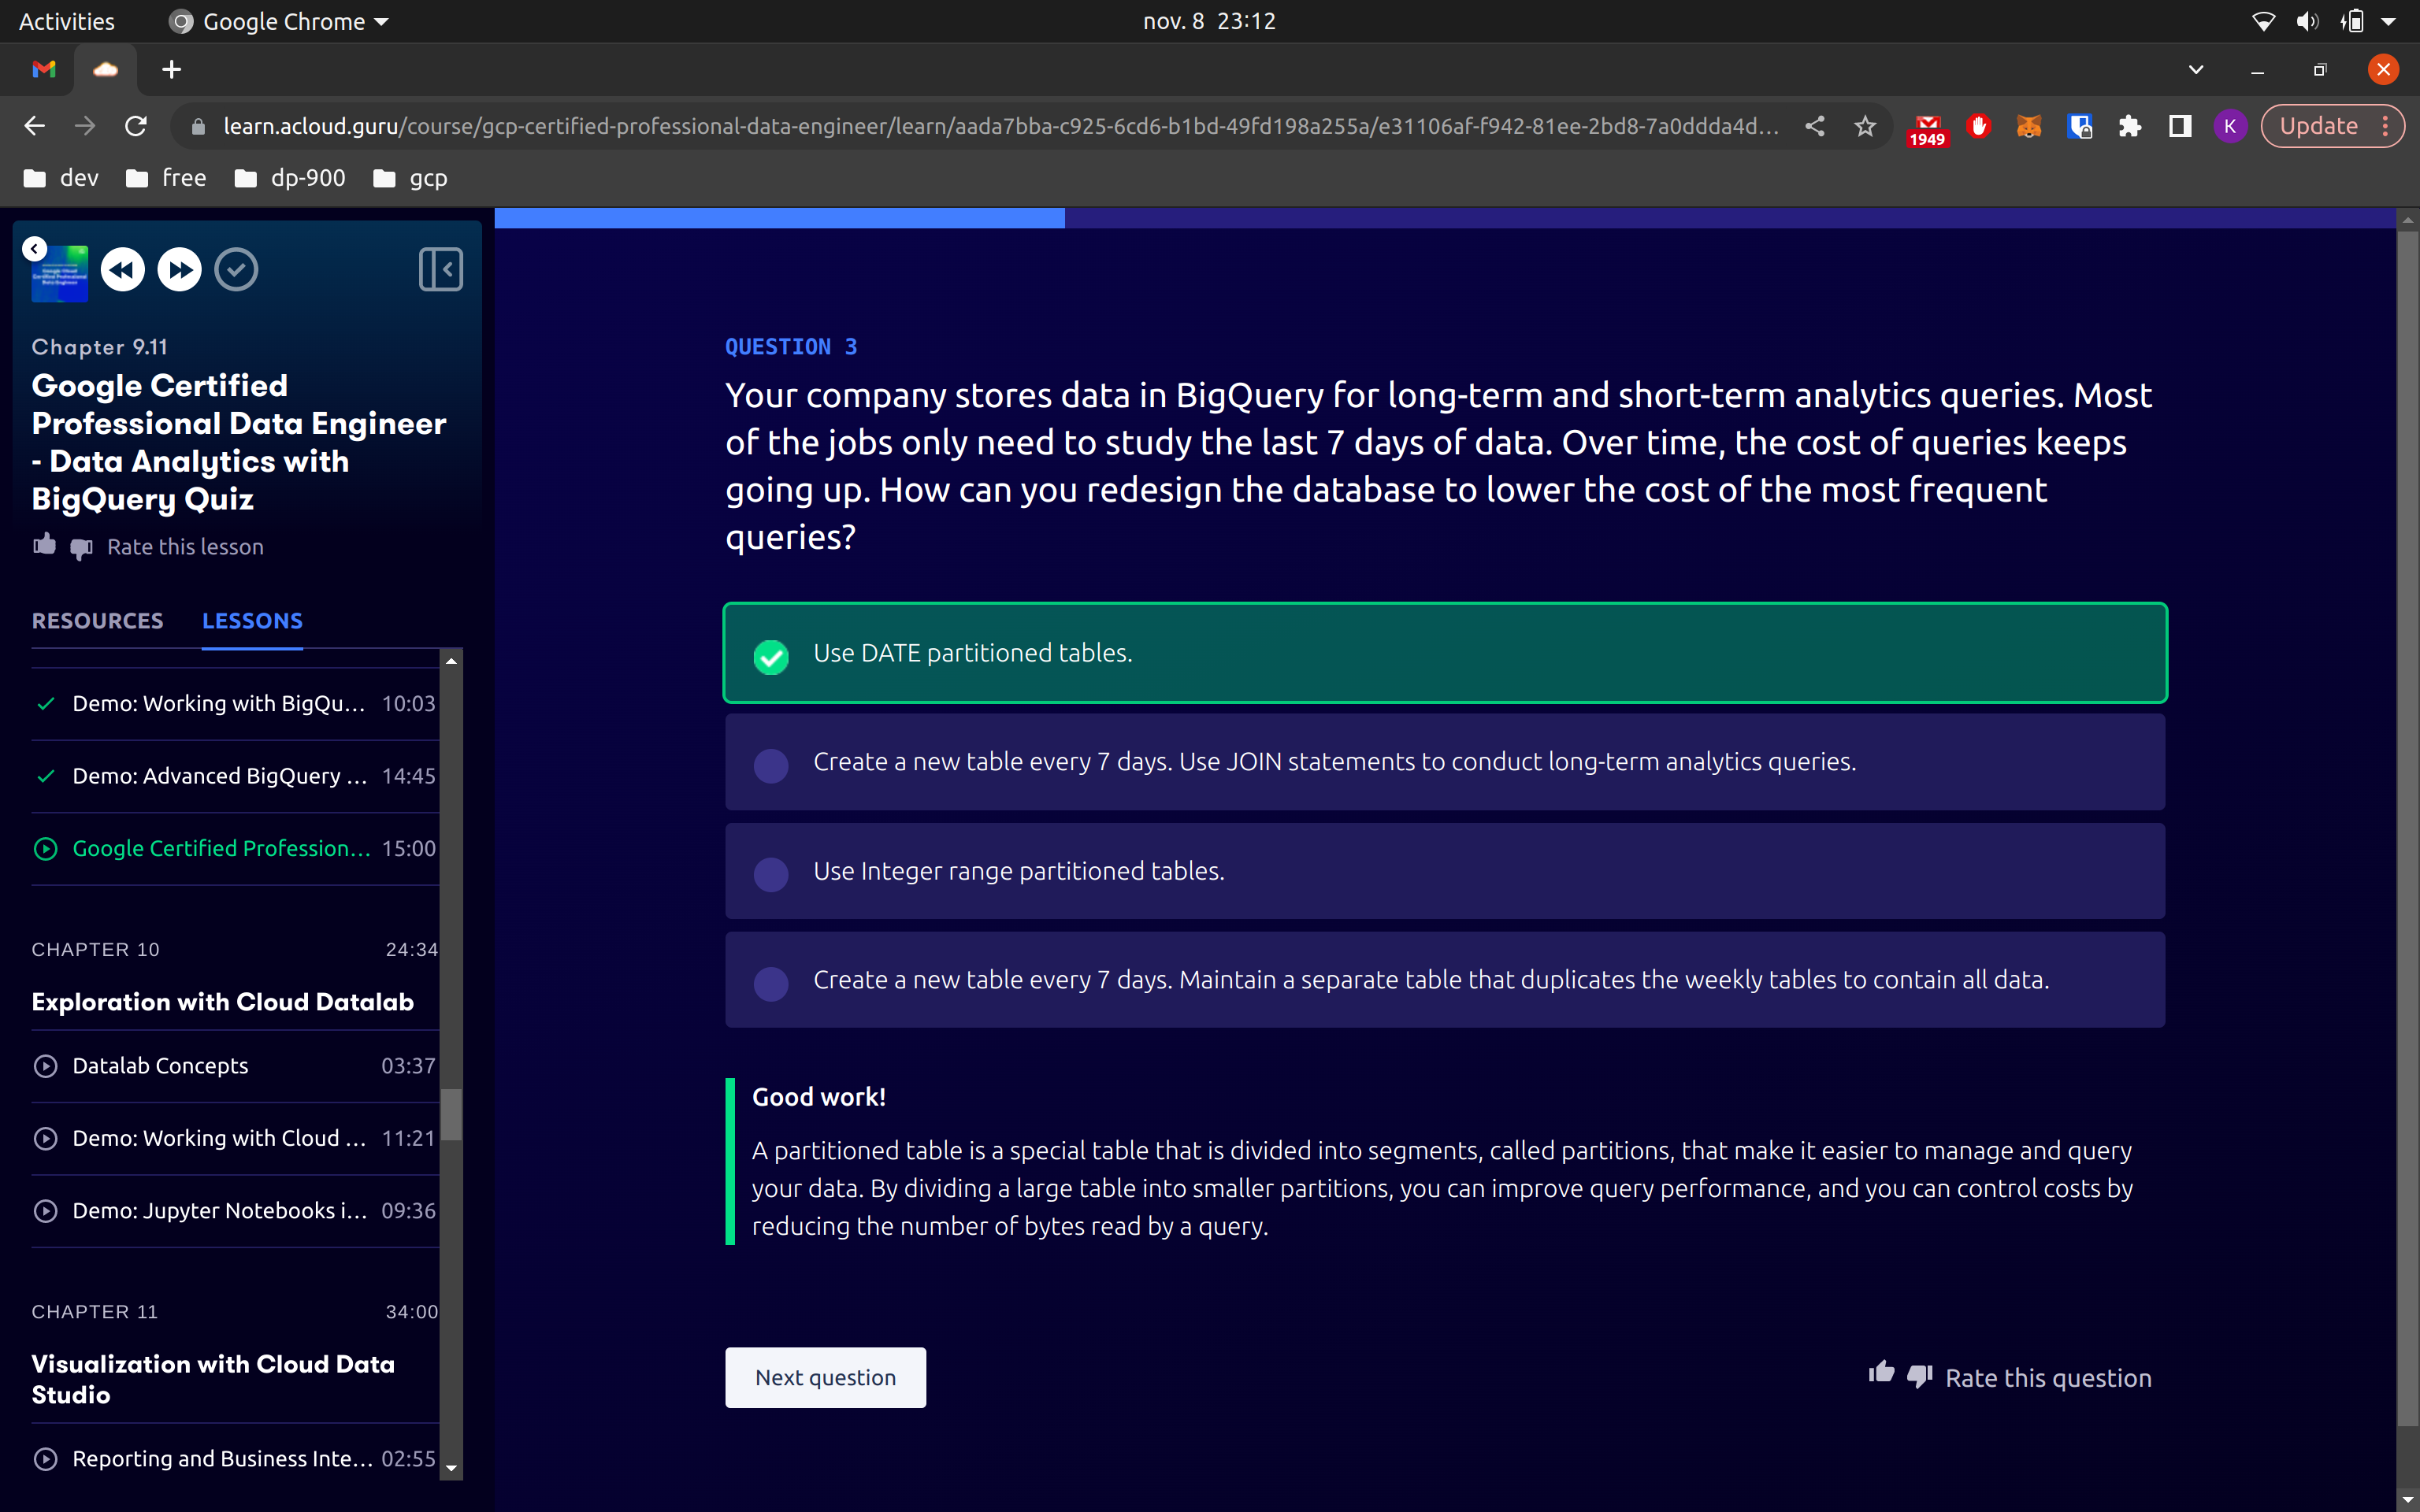 Activities
Google Chrome
nov. 8 23:12
learn.acloud.guru/course/gcp-certified-professional-data-engineer/learn/aada7bba-c925-6cd6-b1bd-49fd198a255a/e31106af-f942-81ee-2bd8-7a0ddda4d...
1949
K
Update
dev
free
dp-900
gcp
Chapter 9.11
Google Certified
Professional Data Engineer
- Data Analytics with
BigQuery Quiz
Rate this lesson
RESOURCES
LESSONS
Demo: Working with BigQu... 10:03
Demo: Advanced BigQuery ... 14:45
Google Certified Profession... 15:00
CHAPTER 10 24:34
Exploration with Cloud Datalab
Datalab Concepts 03:37
Demo: Working with Cloud ... 11:21
Demo: Jupyter Notebooks i... 09:36
CHAPTER 11 34:00
Visualization with Cloud Data
Studio
Reporting and Business Inte... 02:55
QUESTION 3
Your company stores data in BigQuery for long-term and short-term analytics queries. Most
of the jobs only need to study the last 7 days of data. Over time, the cost of queries keeps
going up. How can you redesign the database to lower the cost of the most frequent
queries?
Use DATE partitioned tables.
Create a new table every 7 days. Use JOIN statements to conduct long-term analytics queries.
Use Integer range partitioned tables.
Create a new table every 7 days. Maintain a separate table that duplicates the weekly tables to contain all data.
Good work!
A partitioned table is a special table that is divided into segments, called partitions, that make it easier to manage and query
your data. By dividing a large table into smaller partitions, you can improve query performance, and you can control costs by
reducing the number of bytes read by a query.
Next question
Rate this question